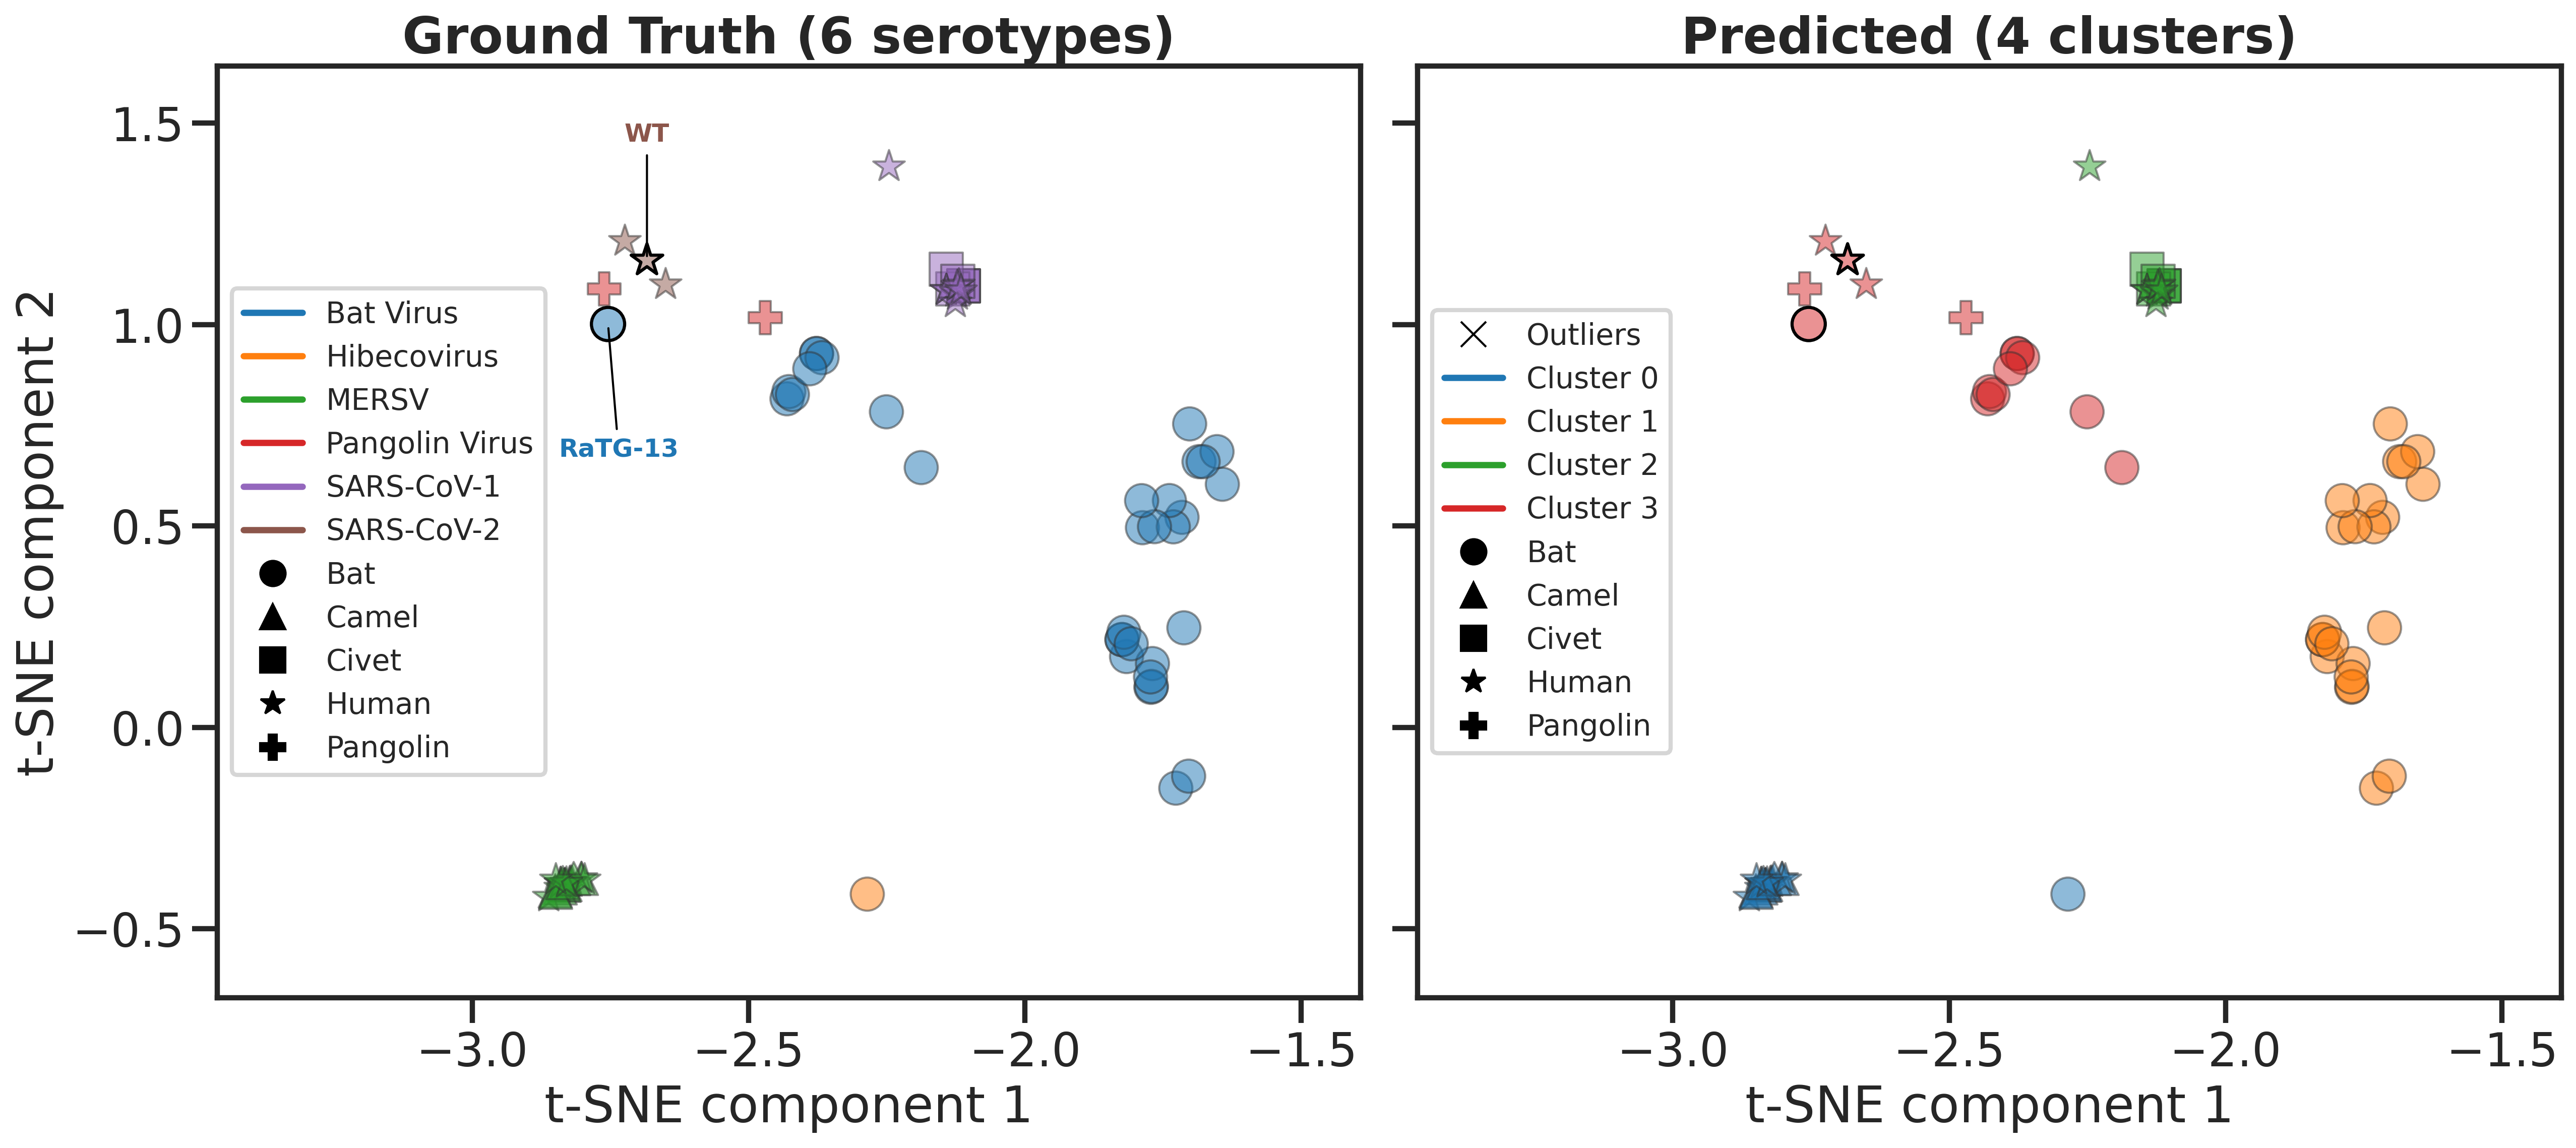 Ground Truth (6 serotypes)
Predicted (4 clusters)
t-SNE component 2
1.5
1.0
0.5
0.0
−0.5
WT
RaTG-13
Bat Virus
Hibecovirus
MERSV
Pangolin Virus
SARS-CoV-1
SARS-CoV-2
Bat
Camel
Civet
Human
Pangolin
−3.0
−2.5
−2.0
−1.5
t-SNE component 1
Outliers
Cluster 0
Cluster 1
Cluster 2
Cluster 3
Bat
Camel
Civet
Human
Pangolin
−3.0
−2.5
−2.0
−1.5
t-SNE component 1